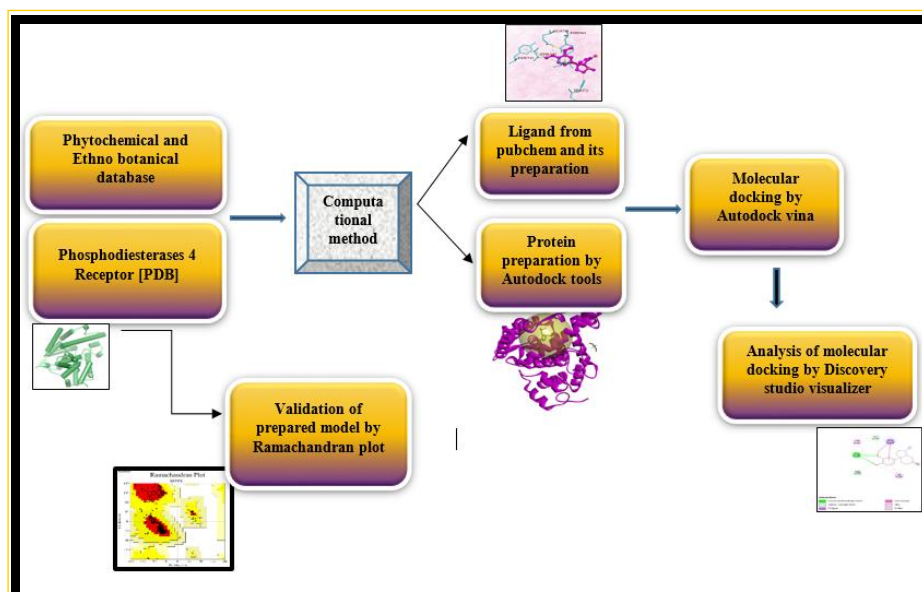 Phytochemical and
Ethno botanical
database
Phosphodiesterases 4
Receptor [PDB]
Computa
tional
method
Ligand from
pubchem and its
preparation
Protein
preparation by
Autodock tools
Molecular
docking by
Autodock vina
Analysis of molecular
docking by Discovery
studio visualizer
Validation of
prepared model by
Ramachandran plot
Ramachandran Plot